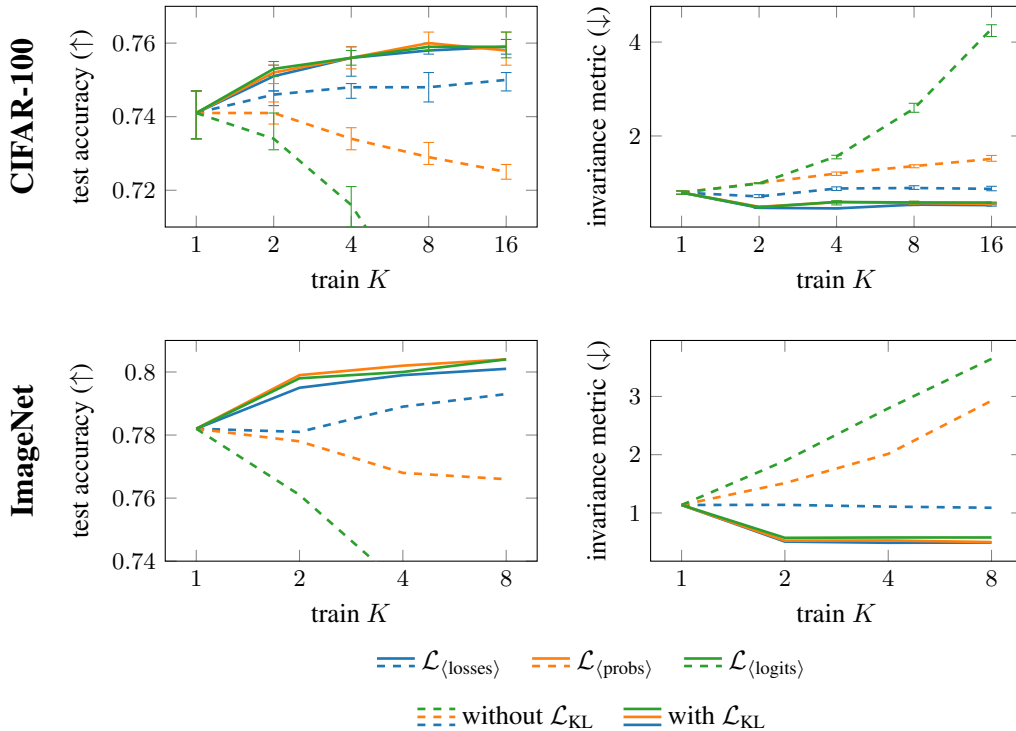 CIFAR-100
test accuracy (↑)
0.76
0.74
0.72
1 2 4 8 16
train K
invariance metric (↓)
4
2
1 2 4 8 16
train K
ImageNet
test accuracy (↑)
0.8
0.78
0.76
0.74
1 2 4 8
train K
invariance metric (↓)
3
2
1
1 2 4 8
train K
ℒ⟨losses⟩ ℒ⟨probs⟩ ℒ⟨logits⟩
without ℒKL with ℒKL